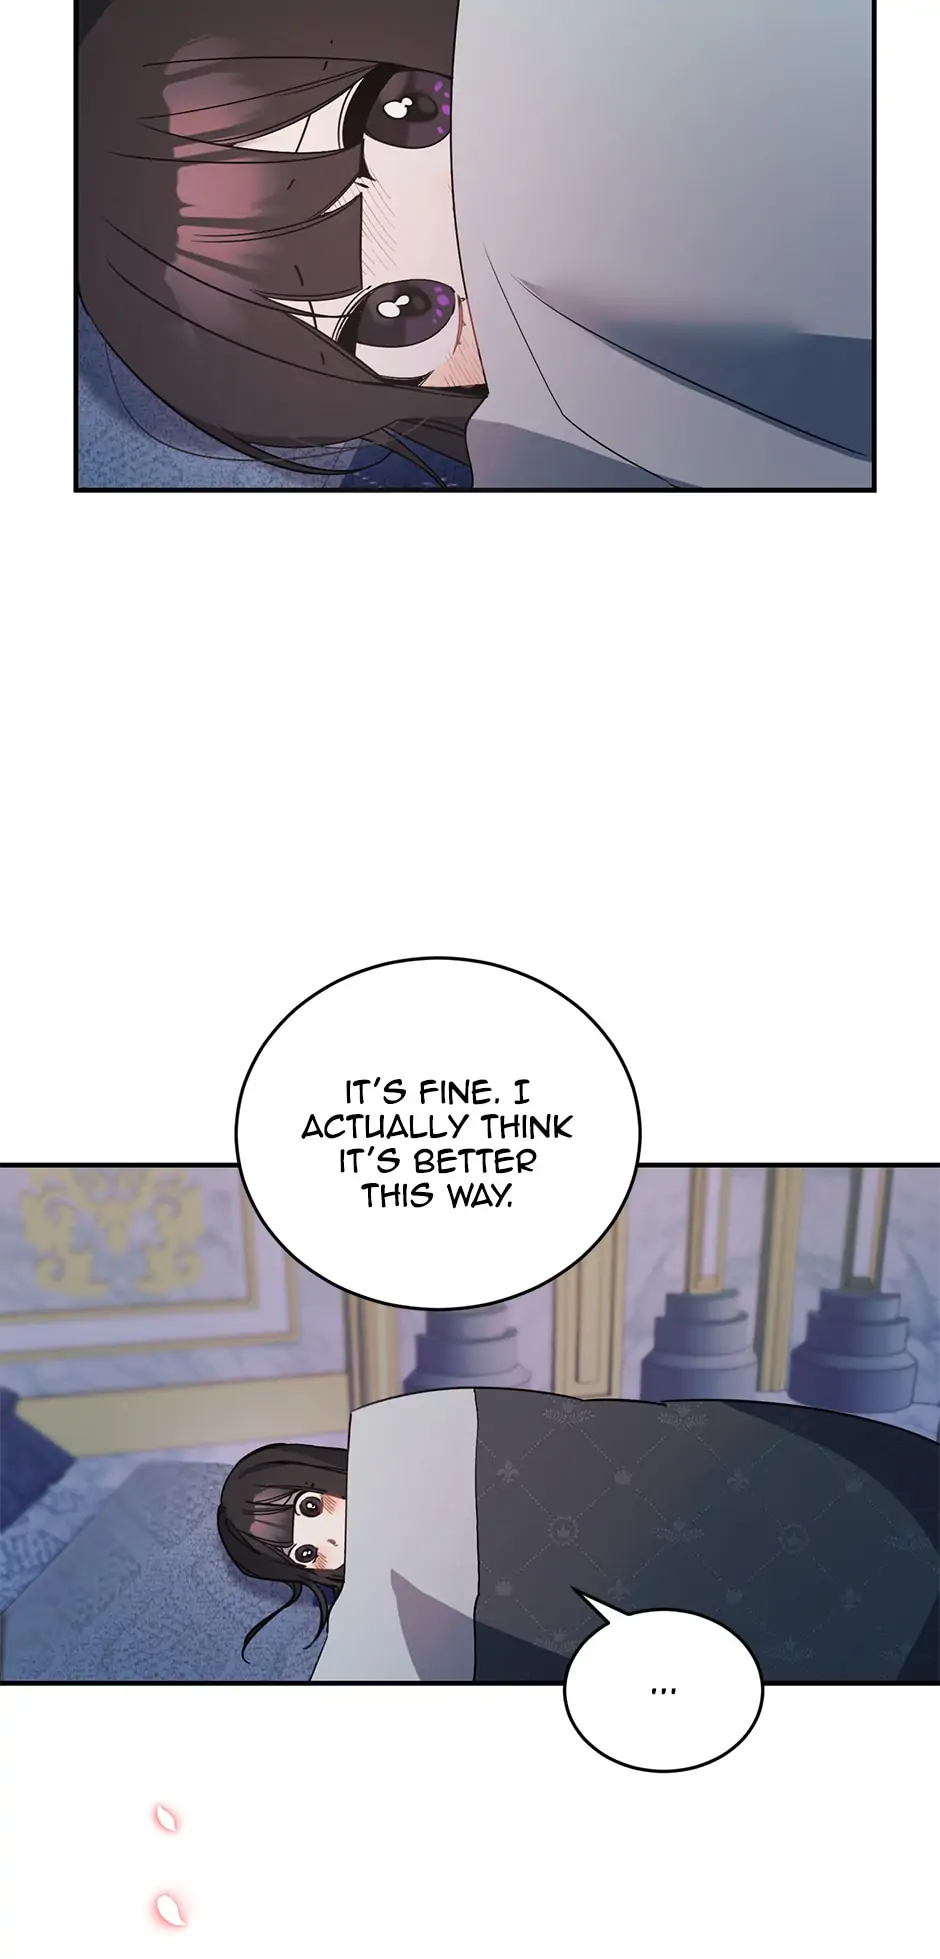 IT'S FINE. I
ACTUALLY THINK
IT'S BETTER
THIS WAY.
...